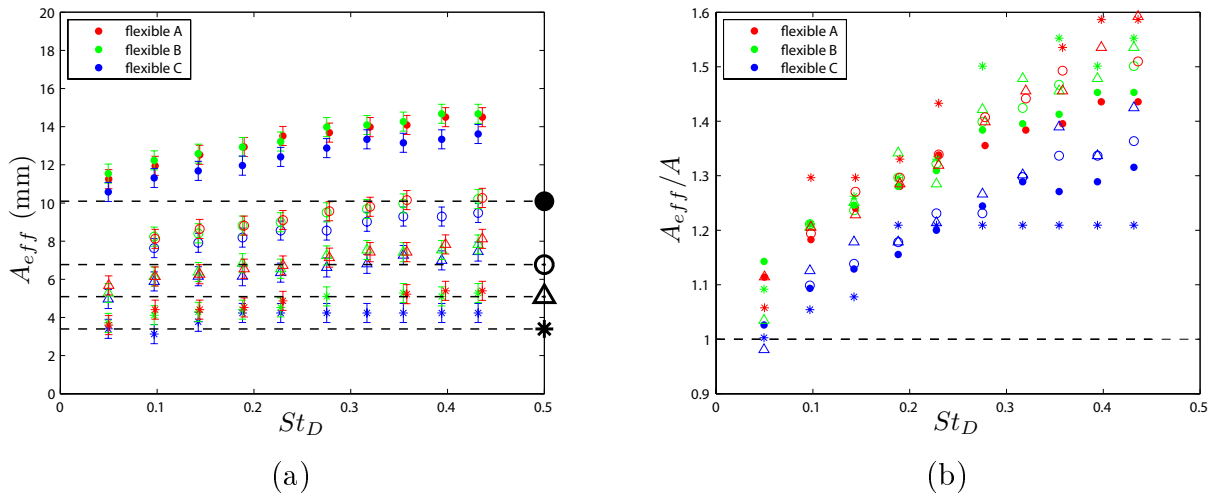 20
18
16
14
12
10
8
6
4
2
0
A_eff (mm)
flexible A
flexible B
flexible C
0 0.1 0.2 0.3 0.4 0.5
St_D
(a)
1.6
1.5
1.4
1.3
1.2
1.1
1
0.9
A_eff/A
flexible A
flexible B
flexible C
0 0.1 0.2 0.3 0.4 0.5
St_D
(b)